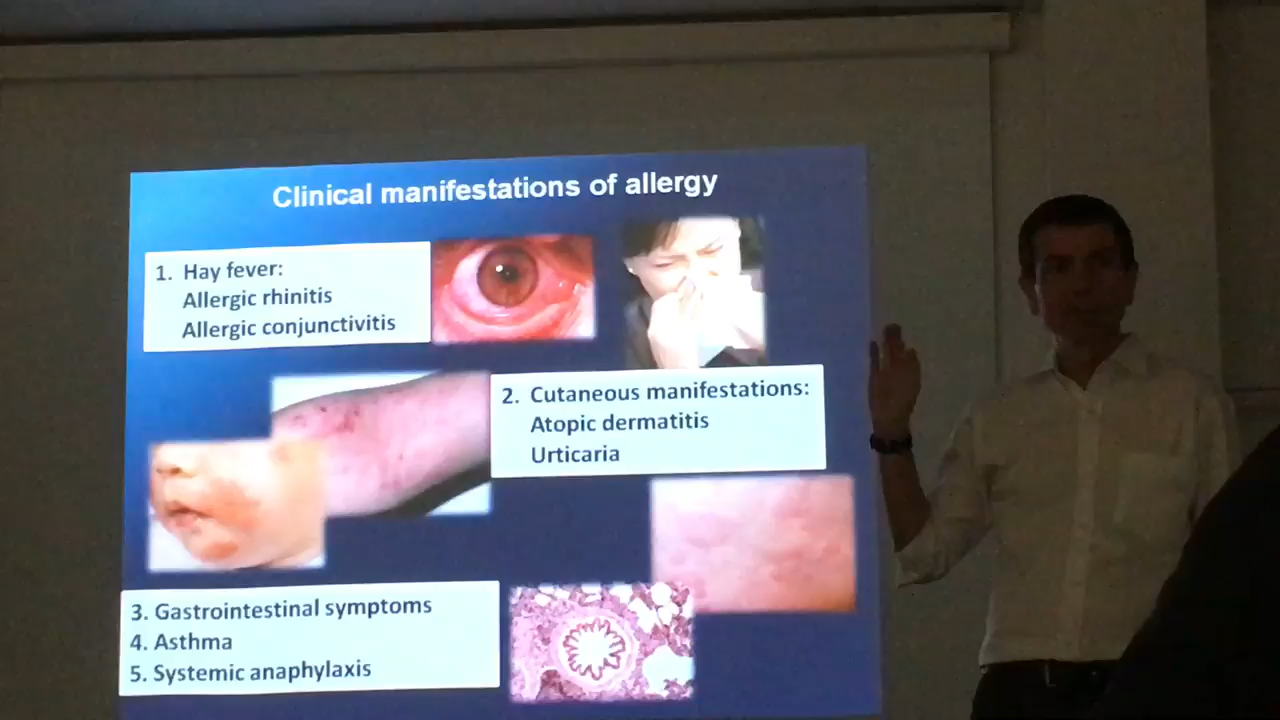 Clinical manifestations of allergy
1. Hay fever:
Allergic rhinitis
Allergic conjunctivitis
2. Cutaneous manifestations:
Atopic dermatitis
Urticaria
3. Gastrointestinal symptoms
4. Asthma
5. Systemic anaphylaxis